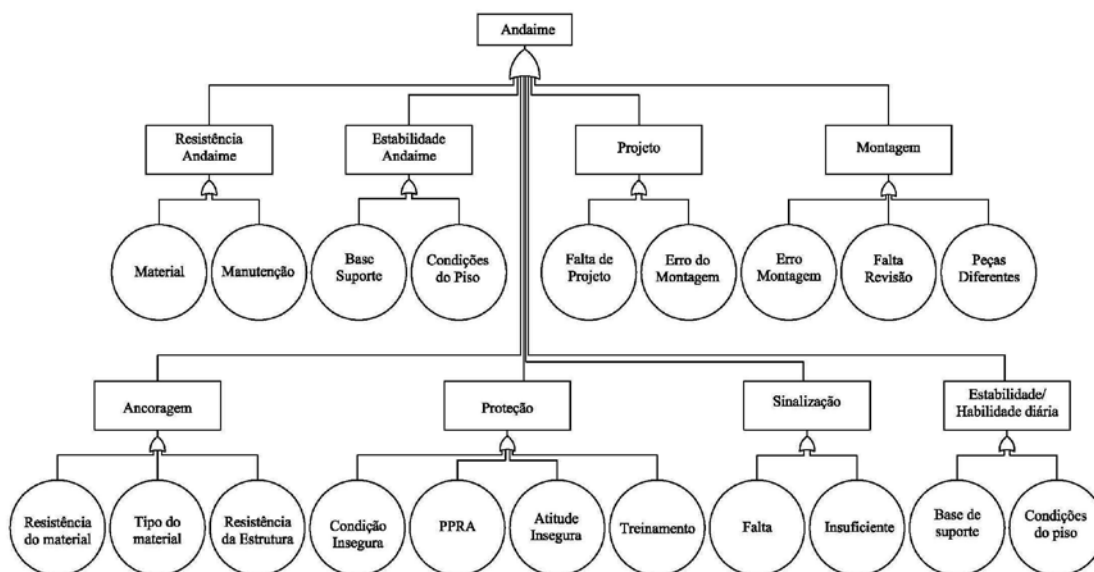 Andaime
Resistência
Andaime
Estabilidade
Andaime
Projeto
Montagem
Material
Manutenção
Base
Suporte
Condições
do Piso
Falta de
Projeto
Erro do
Montagem
Erro
Montagem
Falta
Revisão
Peças
Diferentes
Ancoragem
Proteção
Sinalização
Estabilidade/
Habilidade diária
Resistência
do material
Tipo do
material
Resistência
da Estrutura
Condição
Insegura
PPRA
Atitude
Insegura
Treinamento
Falta
Insuficiente
Base de
suporte
Condições
do piso